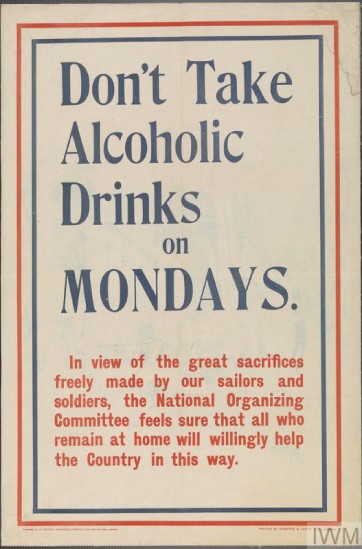 Don't Take
Alcoholic
Drinks
on
MONDAYS.
In view of the great sacrifices
freely made by our sailors and
soldiers, the National Organizing
Committee feels sure that all who
remain at home will willingly help
the Country in this way.
IWM